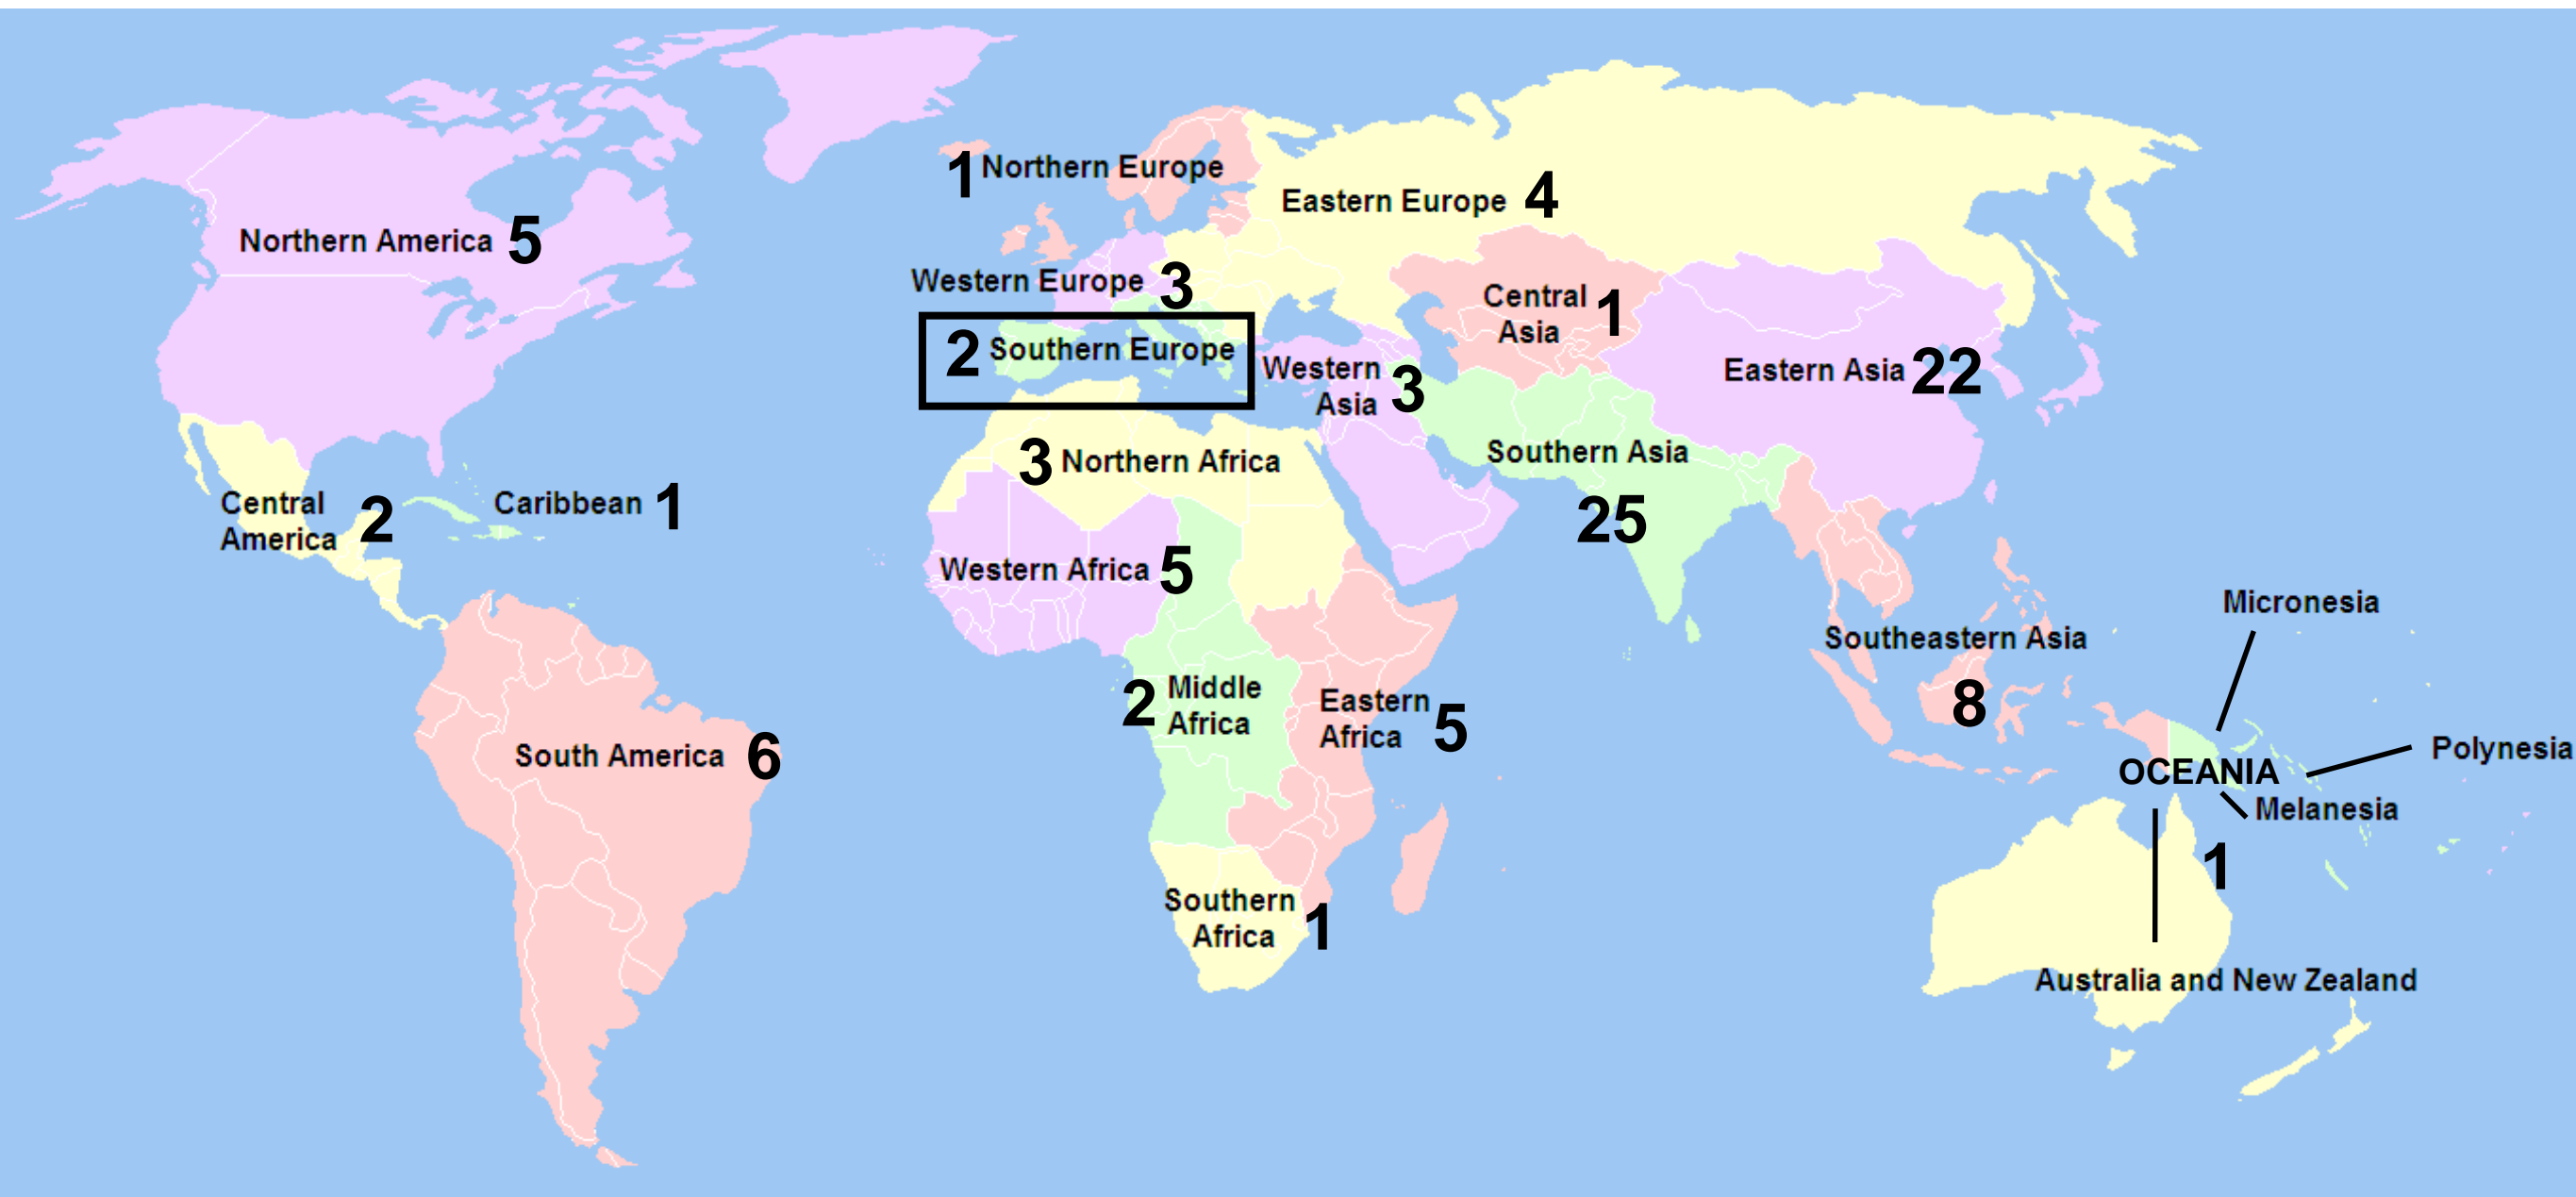 1 Northern Europe
Eastern Europe 4
Northern America 5
Western Europe 3
Central
Asia 1
2 Southern Europe
Western
Asia 3
Eastern Asia 22
3 Northern Africa
Southern Asia
25
Central
America 2
Caribbean 1
Western Africa 5
Micronesia
Southeastern Asia
8
2 Middle
Africa
Eastern
Africa 5
South America 6
Polynesia
OCEANIA
Melanesia
1
Southern
Africa 1
Australia and New Zealand